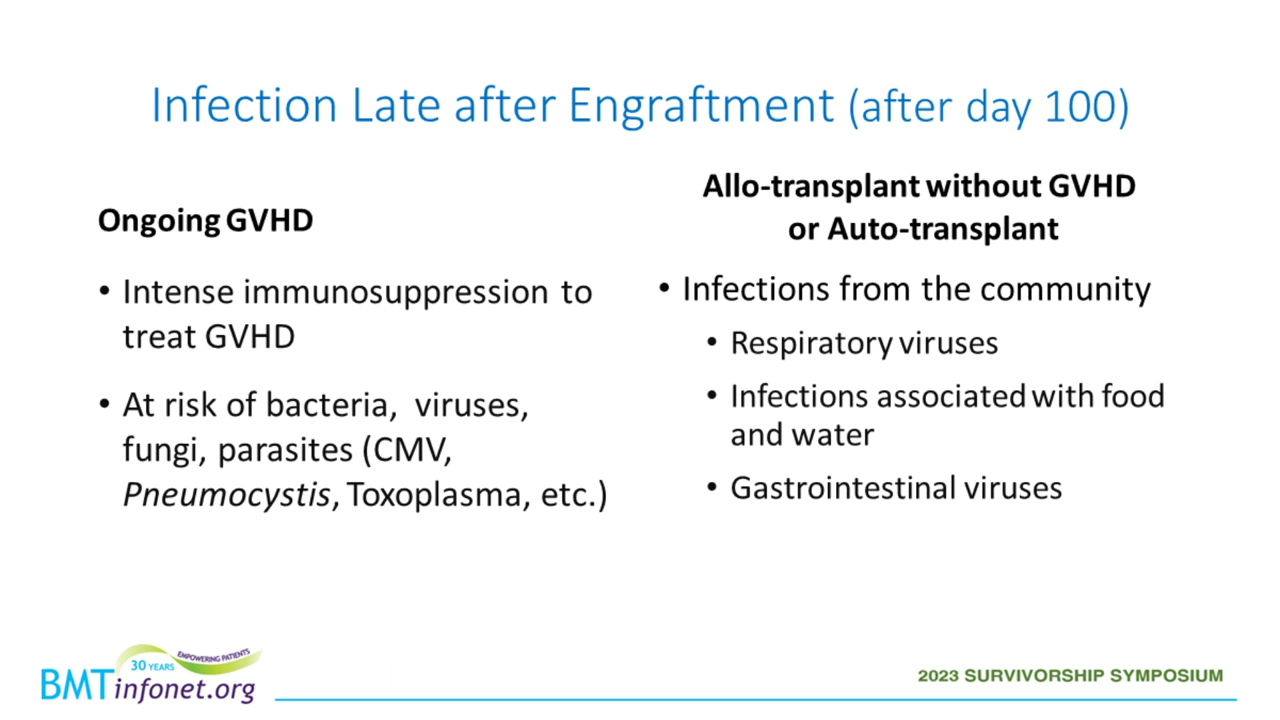 Infection Late after Engraftment (after day 100)
Ongoing GVHD
• Intense immunosuppression to
treat GVHD
• At risk of bacteria, viruses,
fungi, parasites (CMV,
Pneumocystis, Toxoplasma, etc.)
Allo-transplant without GVHD
or Auto-transplant
• Infections from the community
• Respiratory viruses
• Infections associated with food
and water
• Gastrointestinal viruses
30 YEARS EMPOWERING PATIENTS
BMTinfonet.org
2023 SURVIVORSHIP SYMPOSIUM